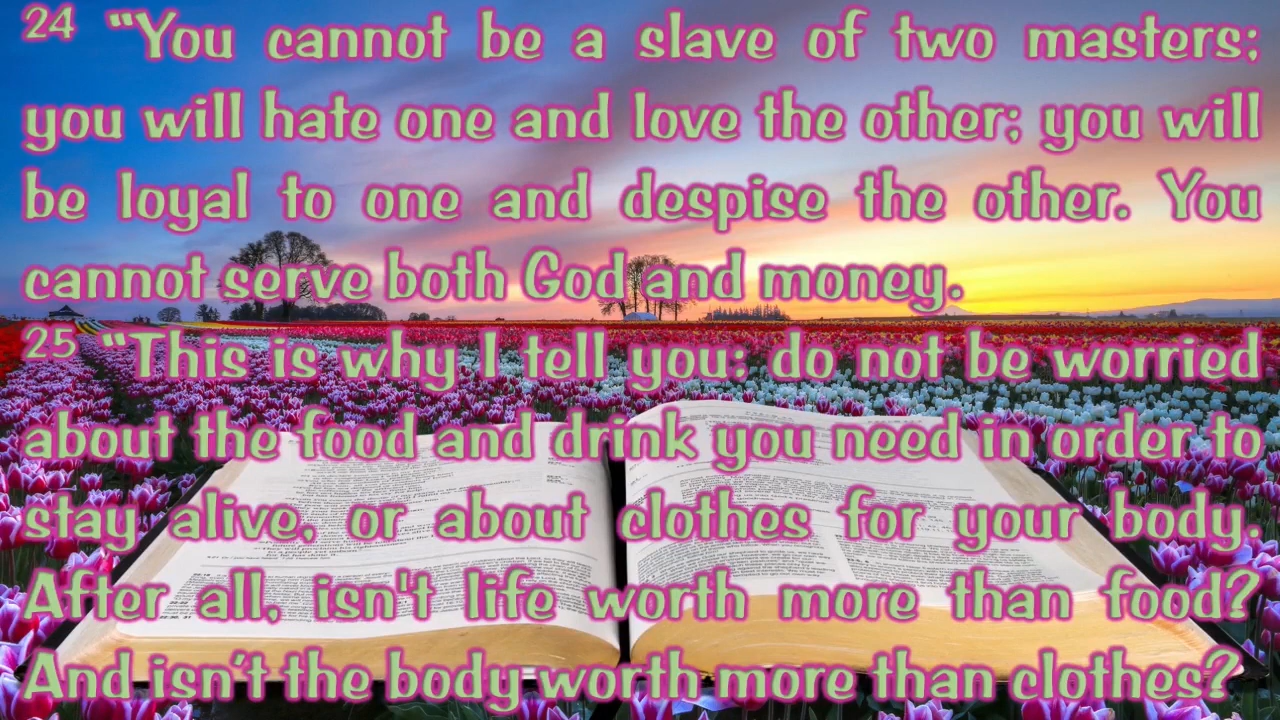 24 “You cannot be a slave of two masters;
you will hate one and love the other; you will
be loyal to one and despise the other. You
cannot serve both God and money.
25 “This is why I tell you: do not be worried
about the food and drink you need in order to
stay alive, or about clothes for your body.
After all, isn't life worth more than food?
And isn’t the body worth more than clothes?